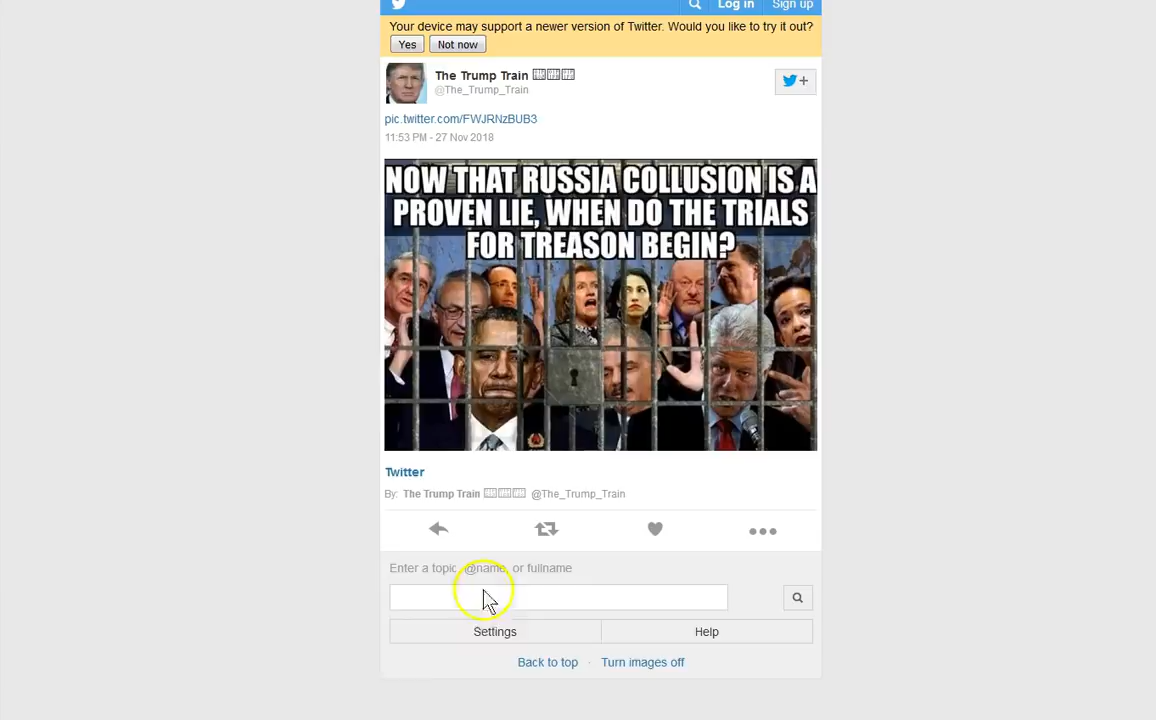 Log in
Sign up
Your device may support a newer version of Twitter. Would you like to try it out?
Yes
Not now
The Trump Train
@The_Trump_Train
pic.twitter.com/FWJRNzBUB3
11:53 PM - 27 Nov 2018
NOW THAT RUSSIA COLLUSION IS A
PROVEN LIE, WHEN DO THE TRIALS
FOR TREASON BEGIN?
Twitter
By: The Trump Train @The_Trump_Train
Enter a topic, @name, or fullname
Settings
Help
Back to top · Turn images off